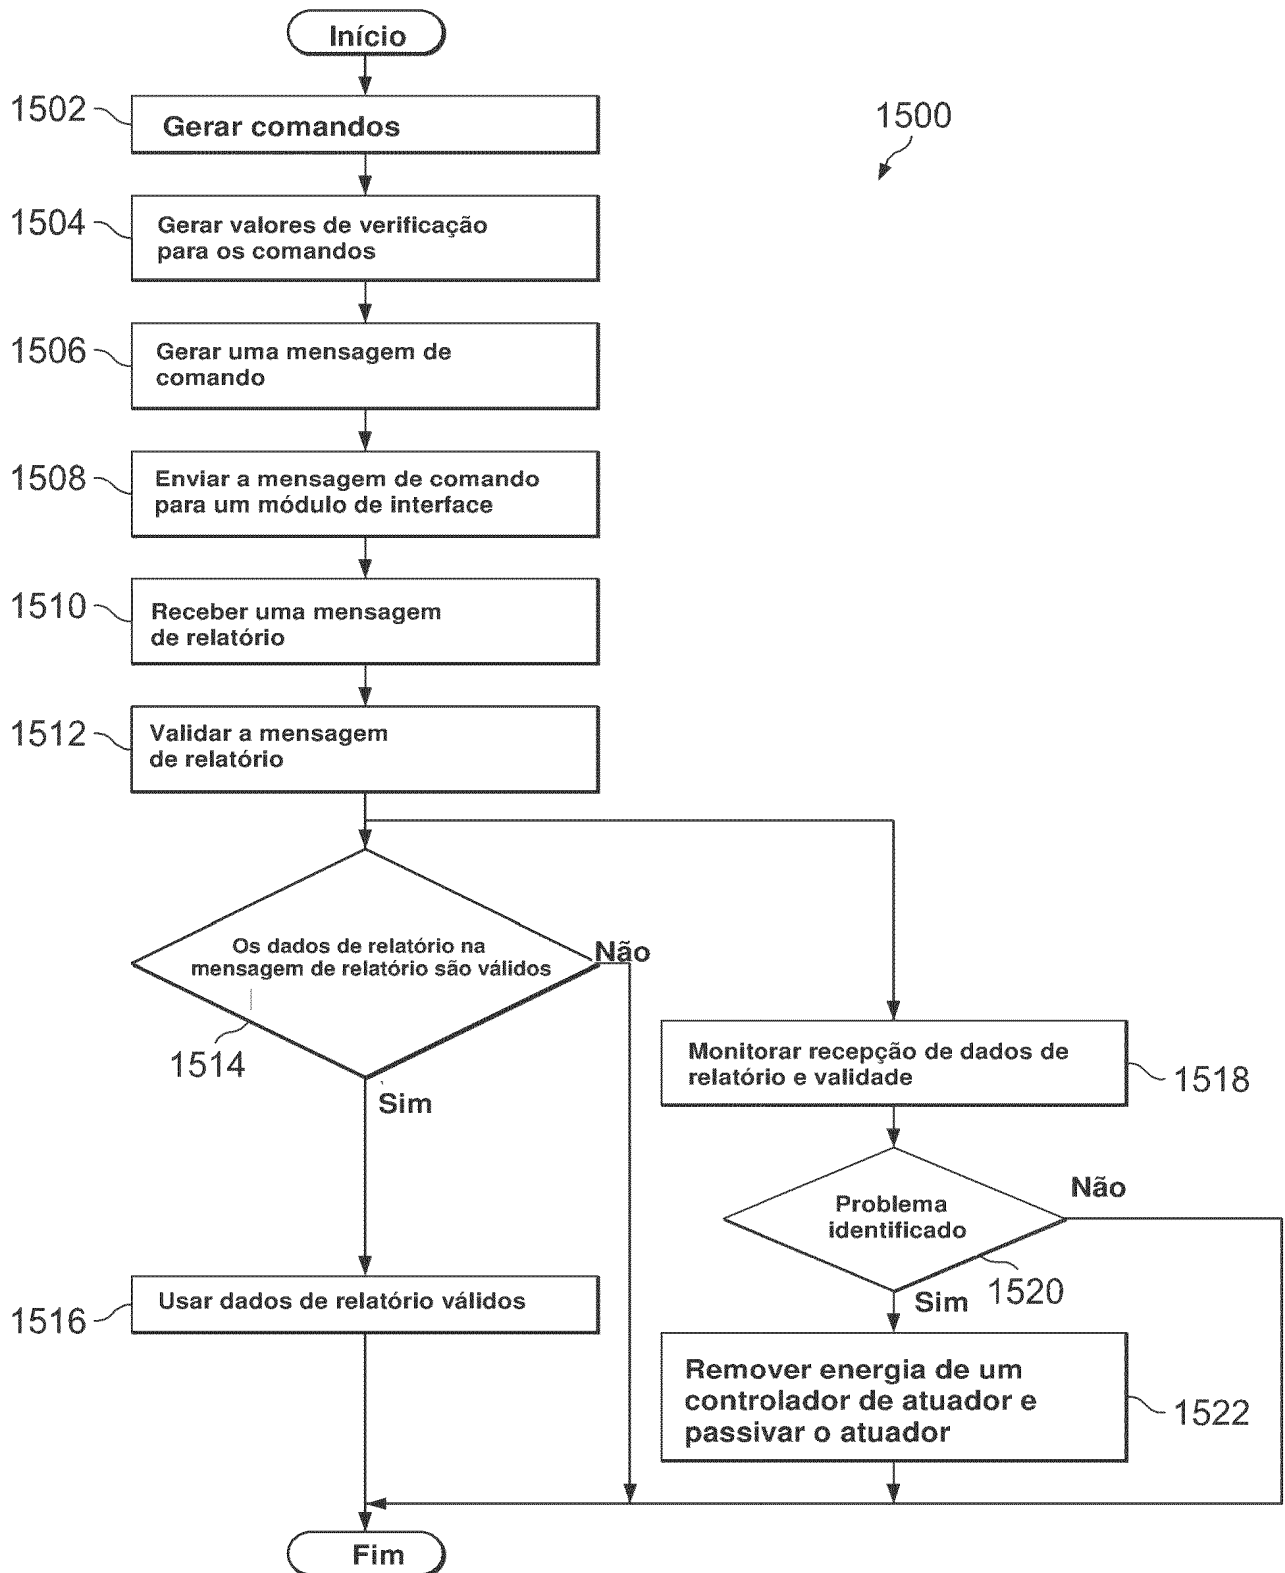 Início
1502
Gerar comandos
1500
1504
Gerar valores de verificação
para os comandos
1506
Gerar uma mensagem de
comando
1508
Enviar a mensagem de comando
para um módulo de interface
1510
Receber uma mensagem
de relatório
1512
Validar a mensagem
de relatório
Os dados de relatório na
mensagem de relatório são válidos
Não
1514
Sim
Monitorar recepção de dados de
relatório e validade
1518
Problema
identificado
Não
1520
Sim
1516
Usar dados de relatório válidos
Remover energia de um
controlador de atuador e
passivar o atuador
1522
Fim